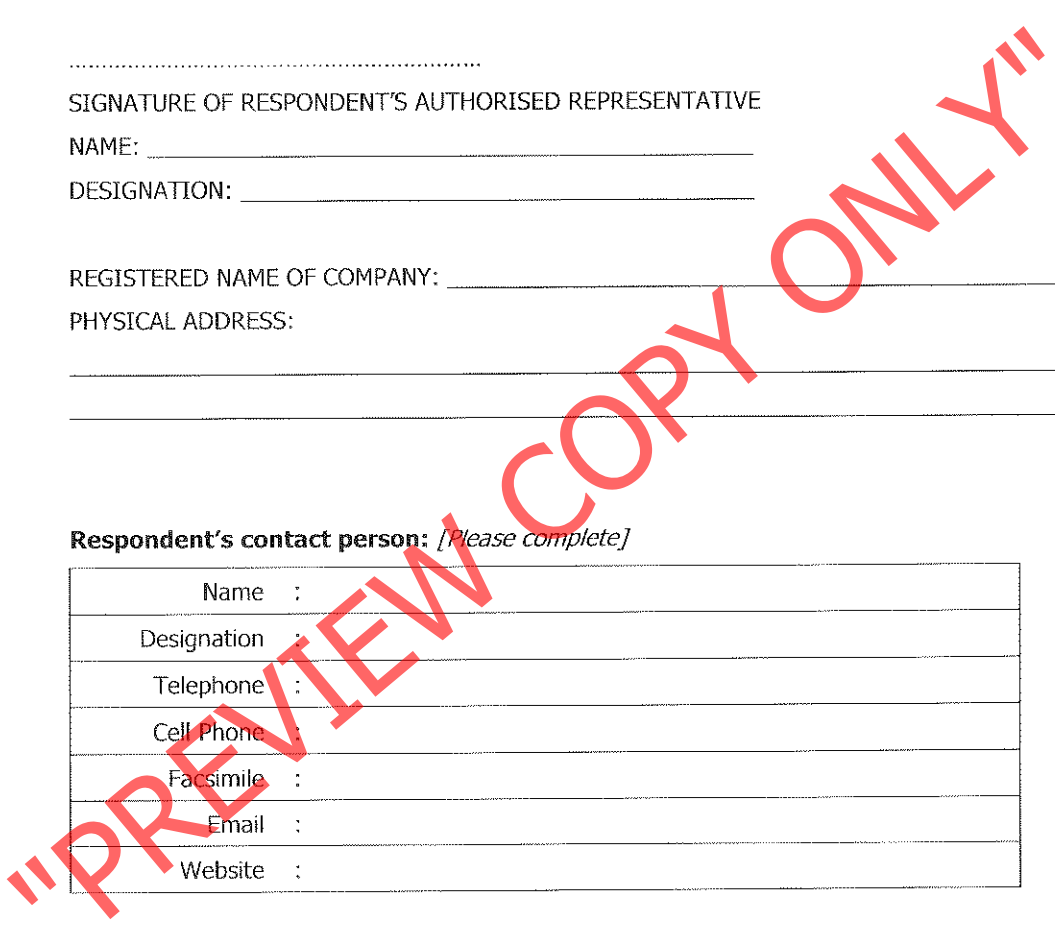 SIGNATURE OF RESPONDENT'S AUTHORISED REPRESENTATIVE
NAME:
DESIGNATION:
REGISTERED NAME OF COMPANY:
PHYSICAL ADDRESS:
Respondent's contact person: [Please complete]
Name :
Designation :
Telephone :
Cell Phone :
Facsimile :
Email :
Website :
"PREVIEW COPY ONLY"